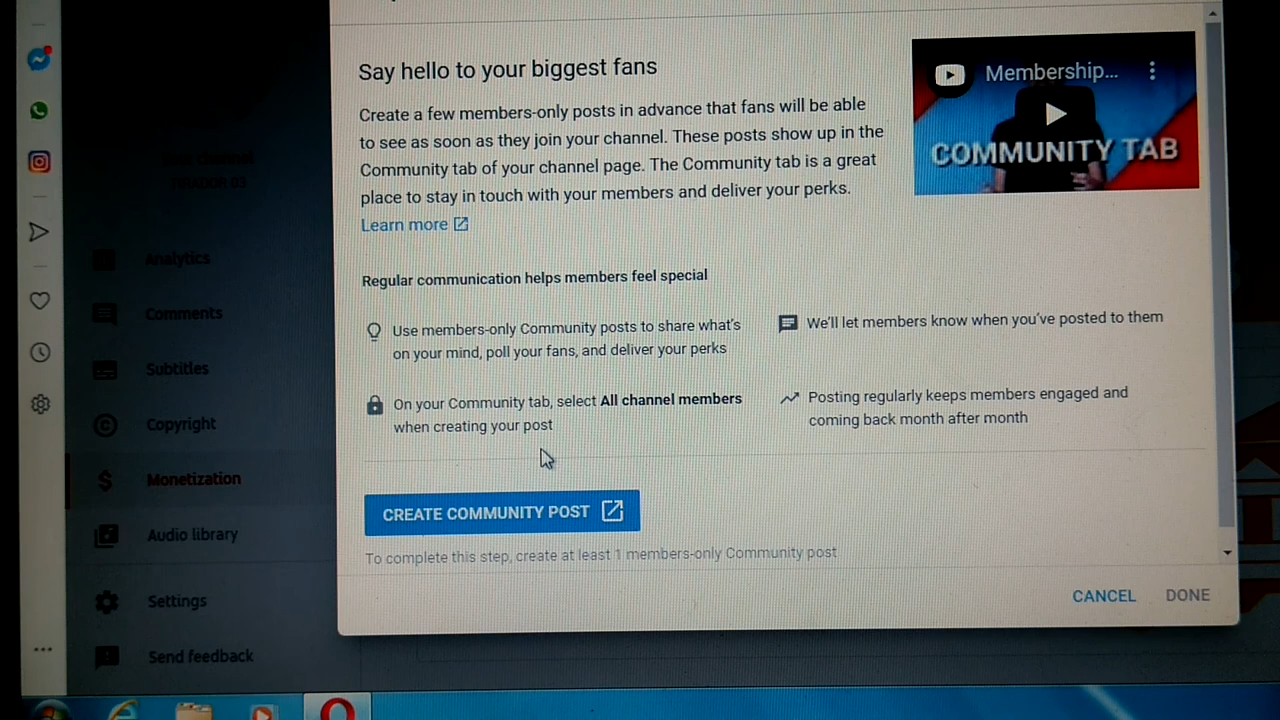 Say hello to your biggest fans
Create a few members-only posts in advance that fans will be able
to see as soon as they join your channel. These posts show up in the
Community tab of your channel page. The Community tab is a great
place to stay in touch with your members and deliver your perks.
Learn more
Membership...
COMMUNITY TAB
Regular communication helps members feel special
Use members-only Community posts to share what's
on your mind, poll your fans, and deliver your perks
We'll let members know when you've posted to them
On your Community tab, select All channel members
when creating your post
Posting regularly keeps members engaged and
coming back month after month
CREATE COMMUNITY POST
To complete this step, create at least 1 members-only Community post
CANCEL
DONE
Analytics
Comments
Subtitles
Copyright
Monetization
Audio library
Settings
Send feedback